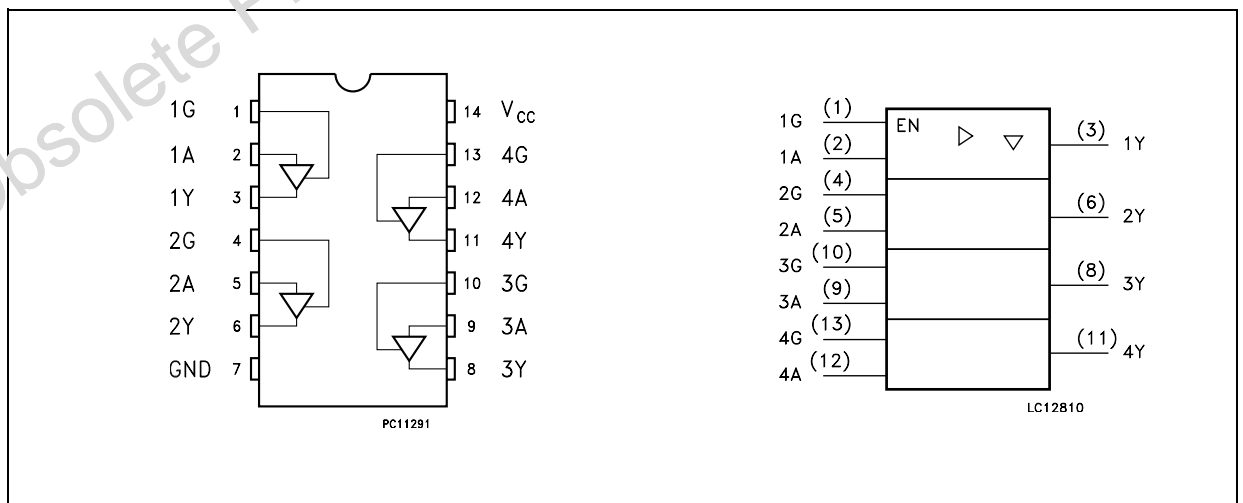 Obsolete P
1G 1
1A 2
1Y 3
2G 4
2A 5
2Y 6
GND 7
14 VCC
13 4G
12 4A
11 4Y
10 3G
9 3A
8 3Y
PC11291
1G (1)
1A (2)
2G (4)
2A (5)
3G (10)
3A (9)
4G (13)
4A (12)
EN
(3) 1Y
(6) 2Y
(8) 3Y
(11) 4Y
LC12810